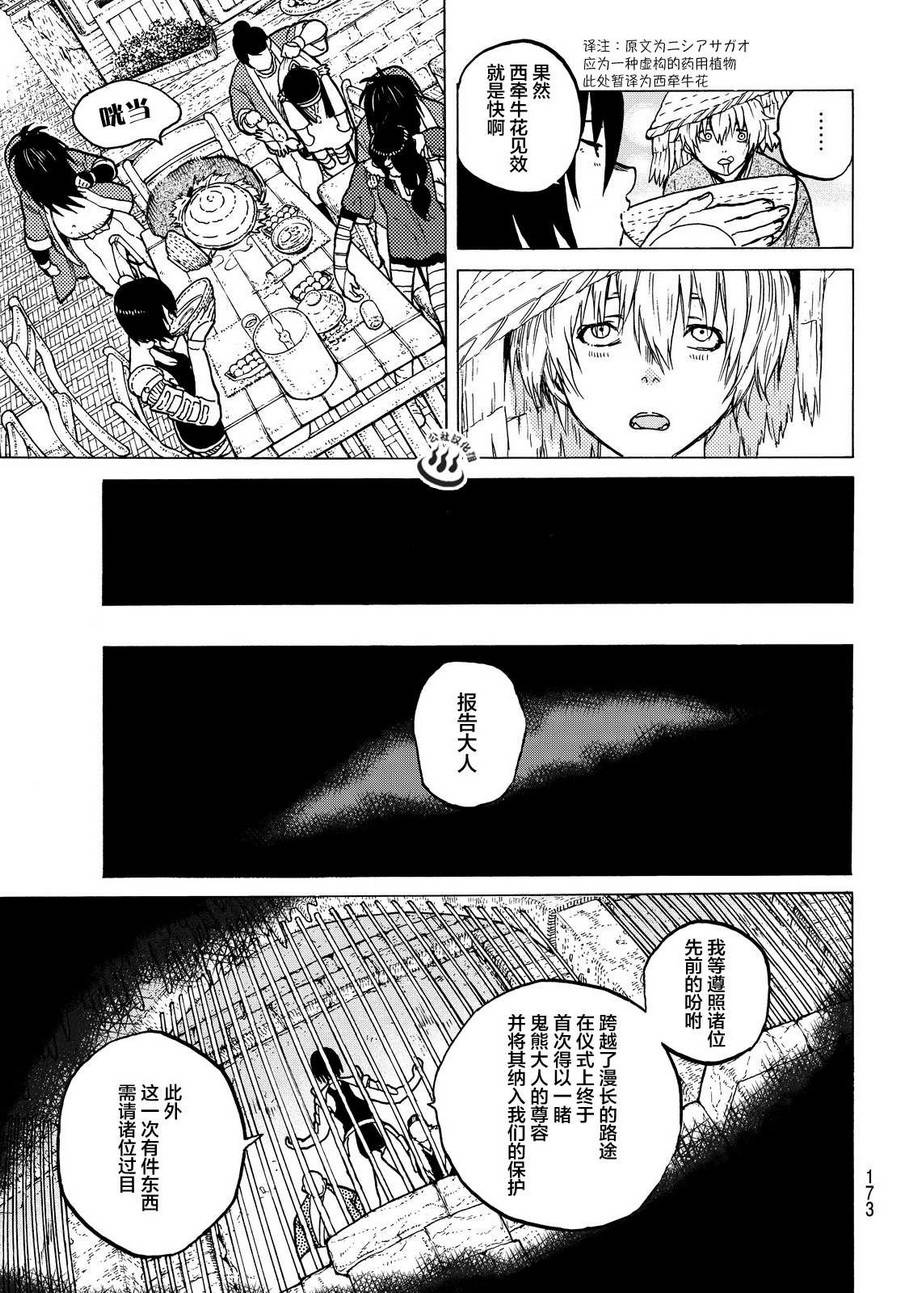 译注：原文为ニシアサガオ
应为一种虚构的药用植物
此处暂译为西牵牛花
……
果然
西牵牛花见效
就是快啊
咣当
公社汉化组
报告大人
我等遵照诸位
先前的吩咐
跨越了漫长的路途
在仪式上终于
首次得以一睹
鬼熊大人的尊容
并将其纳入我们的保护
此外
这一次有件东西
需请诸位过目
173